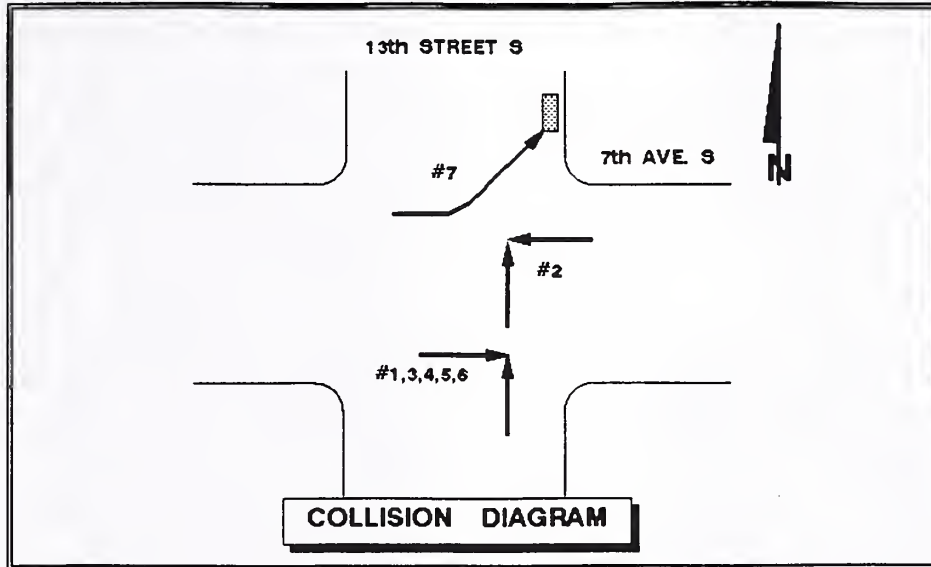 13th STREET S
7th AVE. S
#7
N
#2
#1,3,4,5,6
COLLISION DIAGRAM